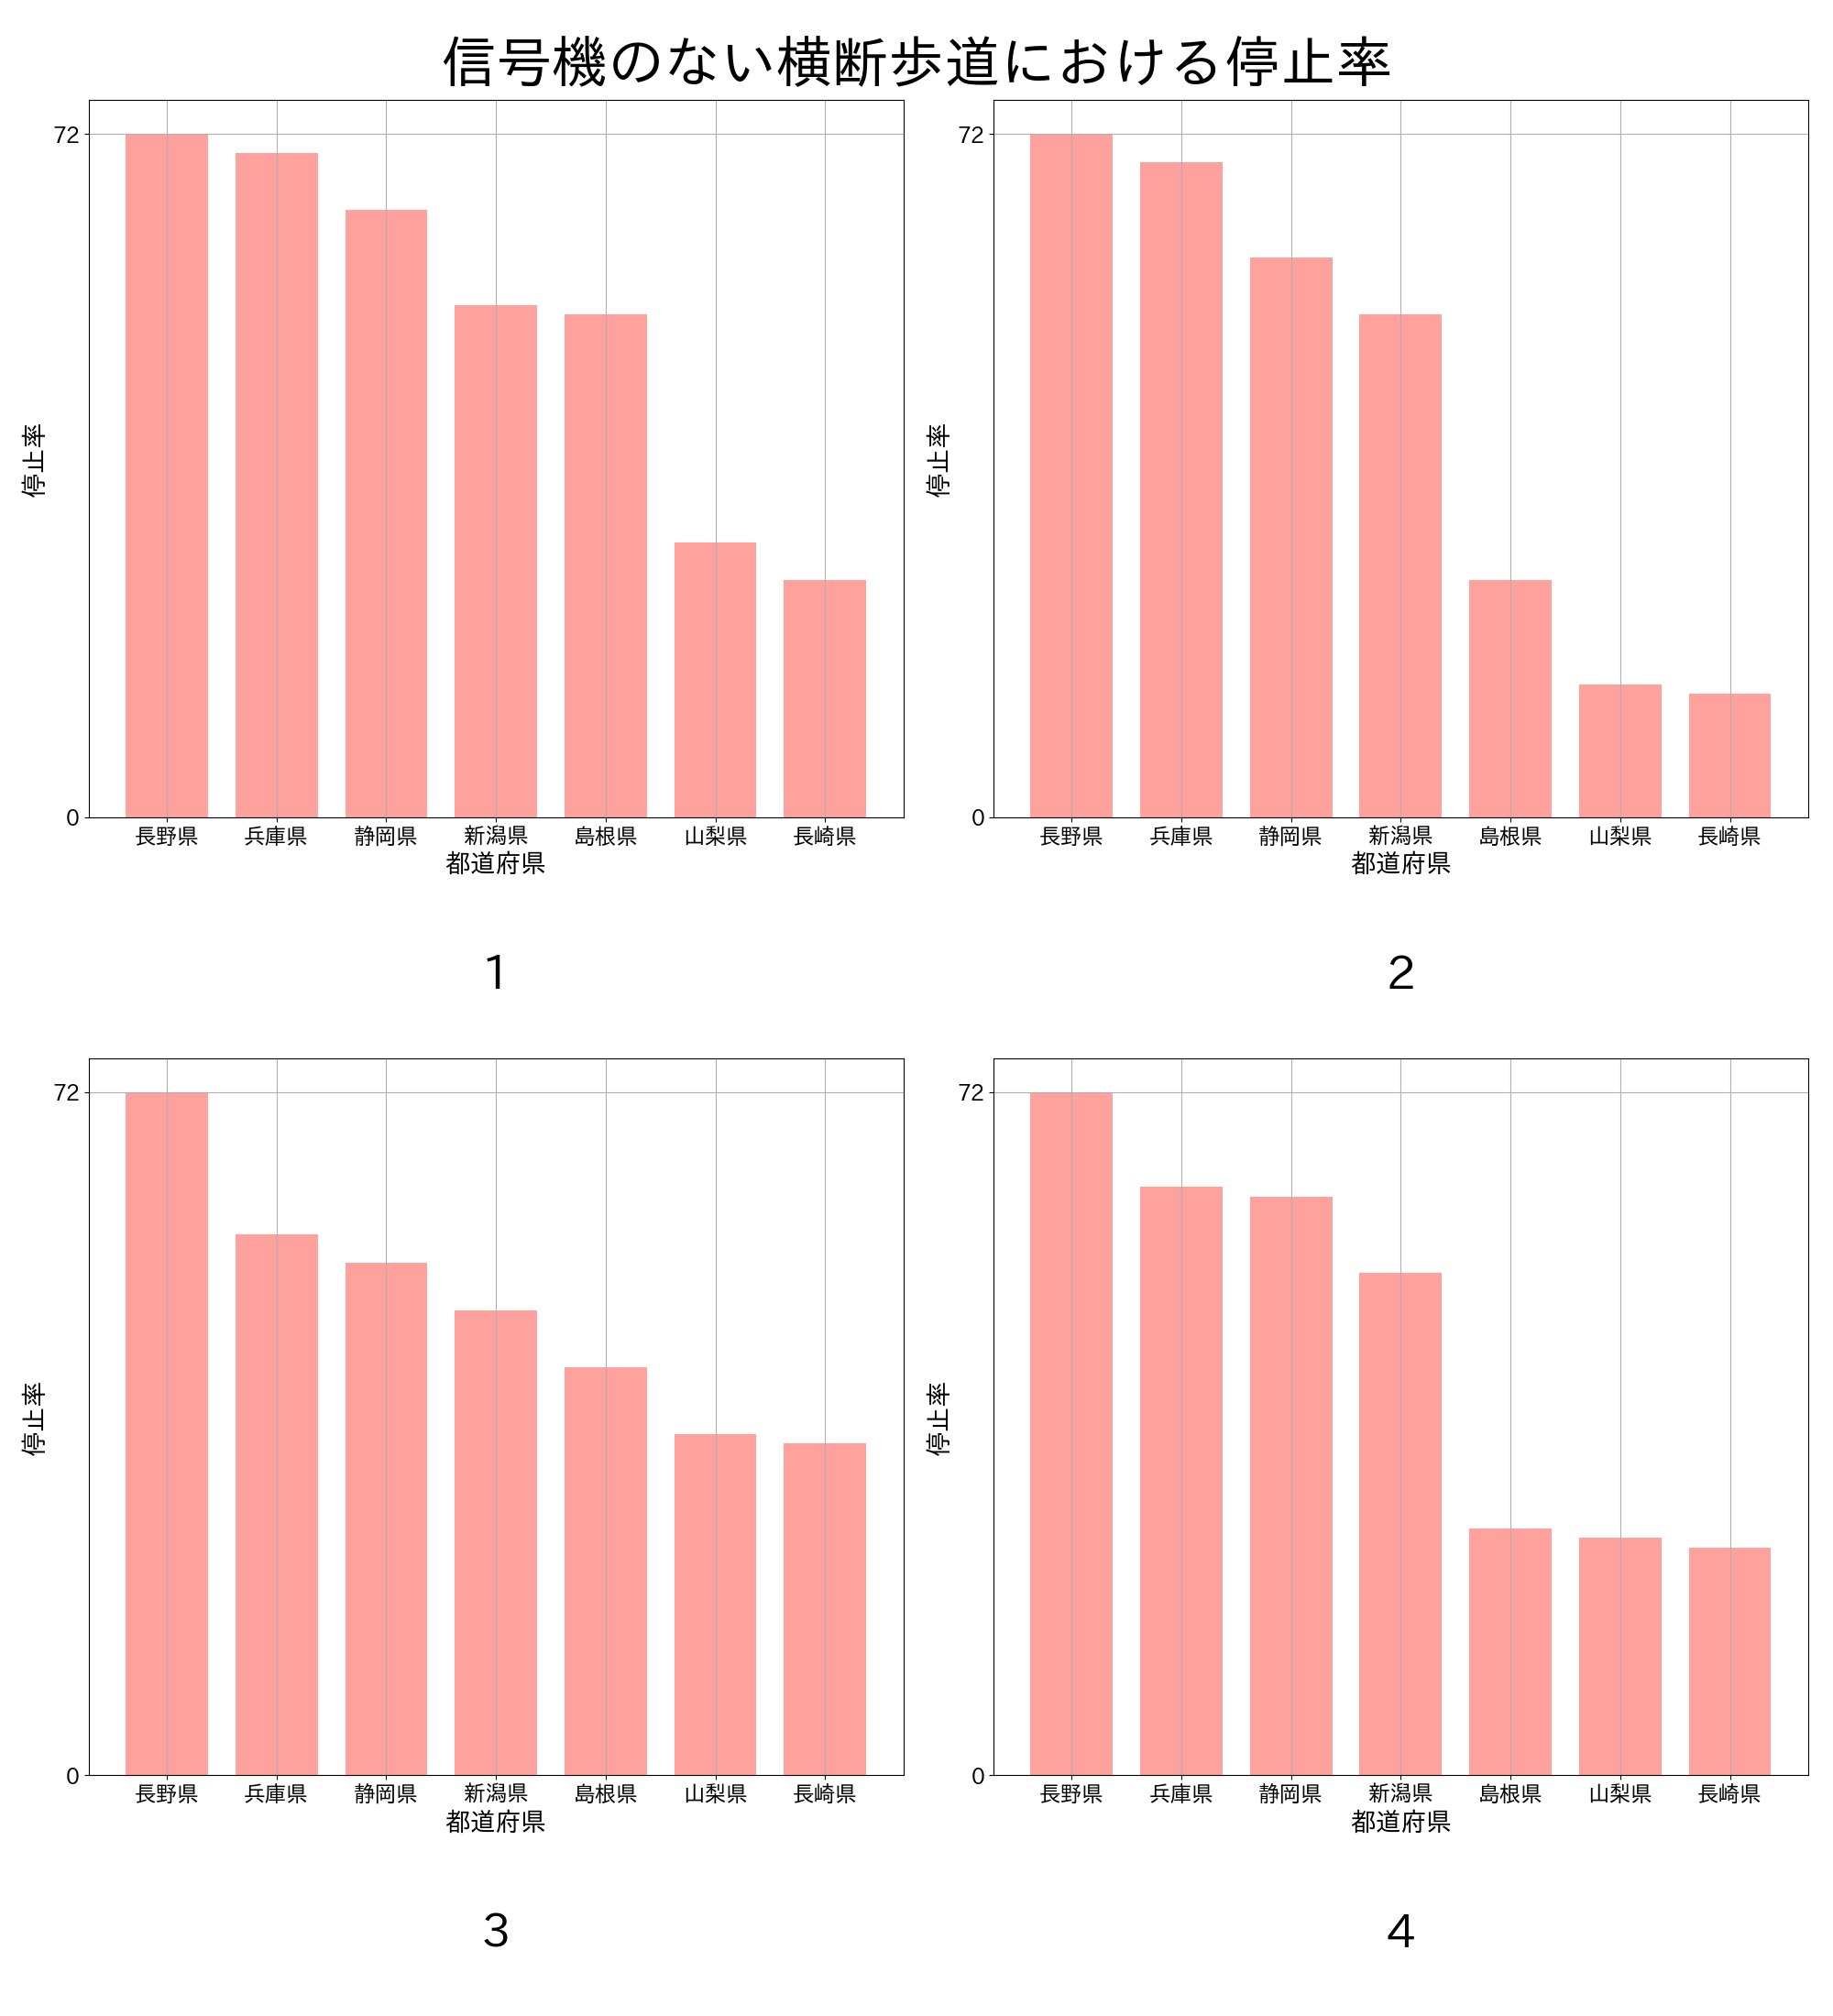 信号機のない横断歩道における停止率
72
0
停止率
長野県 兵庫県 静岡県 新潟県 島根県 山梨県 長崎県
都道府県
1
72
0
停止率
長野県 兵庫県 静岡県 新潟県 島根県 山梨県 長崎県
都道府県
2
72
0
停止率
長野県 兵庫県 静岡県 新潟県 島根県 山梨県 長崎県
都道府県
3
72
0
停止率
長野県 兵庫県 静岡県 新潟県 島根県 山梨県 長崎県
都道府県
4